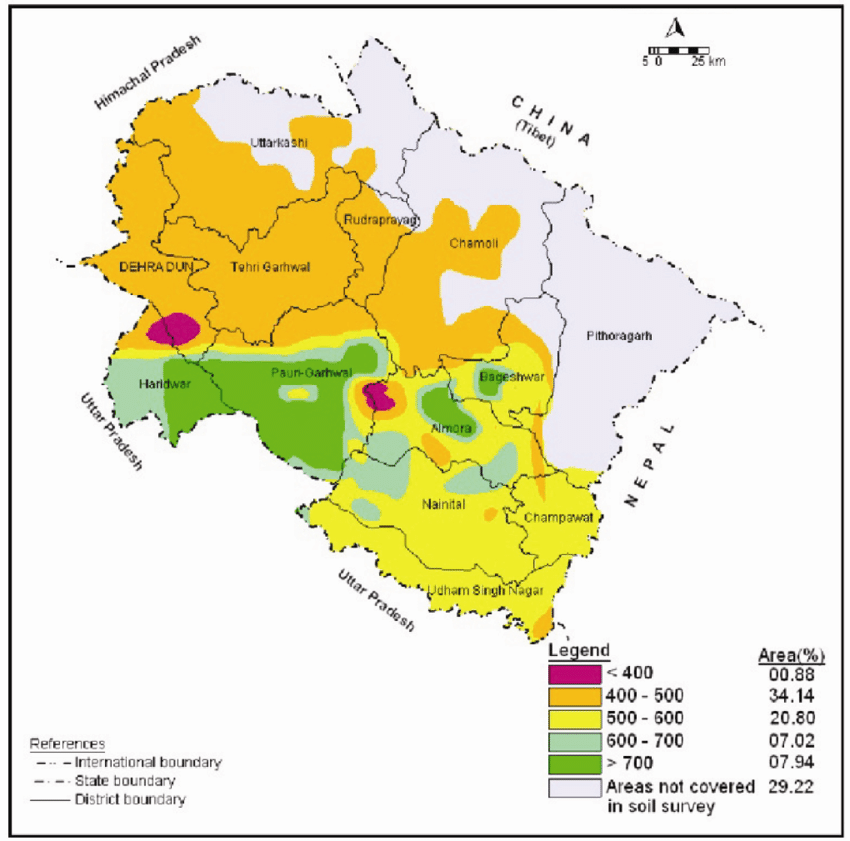 Himachal Pradesh
5 0 25 km
CHINA
(Tibet)
Uttarkashi
Rudraprayag
Chamoli
DEHRADUN
Tehri Garhwal
Pithoragarh
Haridwar
Pauri-Garhwal
Bageshwar
Almora
Uttar Pradesh
NEPAL
Nainital
Champawat
Uttar Pradesh
Udham Singh Nagar
Legend Area(%)
< 400 00.88
400 - 500 34.14
500 - 600 20.80
600 - 700 07.02
> 700 07.94
Areas not covered 29.22
in soil survey
References
International boundary
State boundary
District boundary